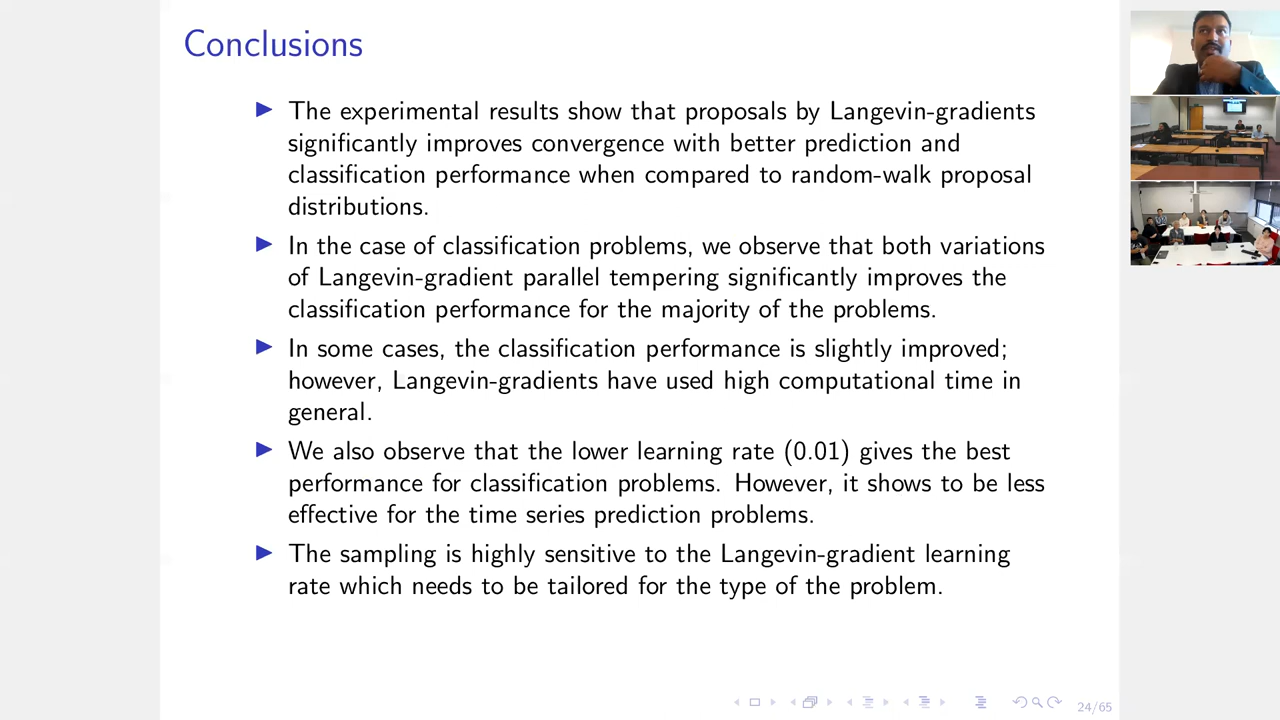 Conclusions
The experimental results show that proposals by Langevin-gradients
significantly improves convergence with better prediction and
classification performance when compared to random-walk proposal
distributions.
In the case of classification problems, we observe that both variations
of Langevin-gradient parallel tempering significantly improves the
classification performance for the majority of the problems.
In some cases, the classification performance is slightly improved;
however, Langevin-gradients have used high computational time in
general.
We also observe that the lower learning rate (0.01) gives the best
performance for classification problems. However, it shows to be less
effective for the time series prediction problems.
The sampling is highly sensitive to the Langevin-gradient learning
rate which needs to be tailored for the type of the problem.
24/65